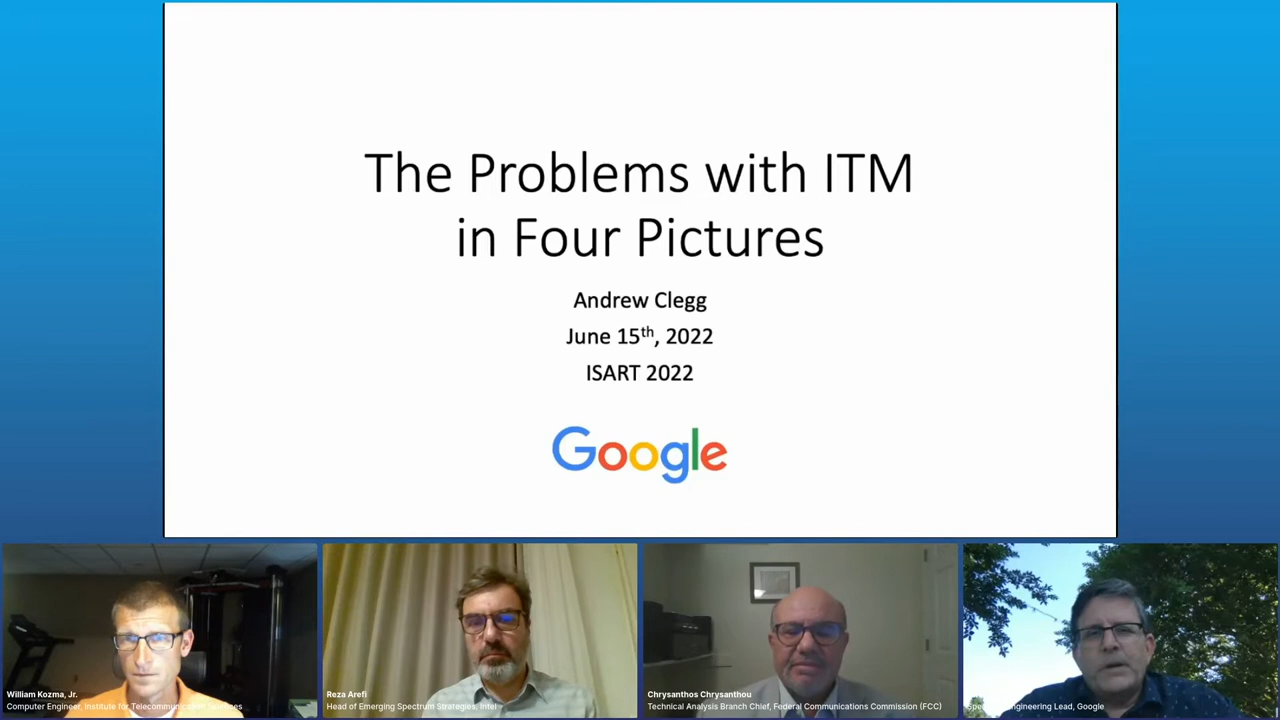 The Problems with ITM
in Four Pictures
Andrew Clegg
June 15th, 2022
ISART 2022
Google
William Kozma, Jr.
Computer Engineer, Institute for Telecommunication Sciences
Reza Arefi
Head of Emerging Spectrum Strategies, Intel
Chrysanthos Chrysanthou
Technical Analysis Branch Chief, Federal Communications Commission (FCC)
Engineering Lead, Google